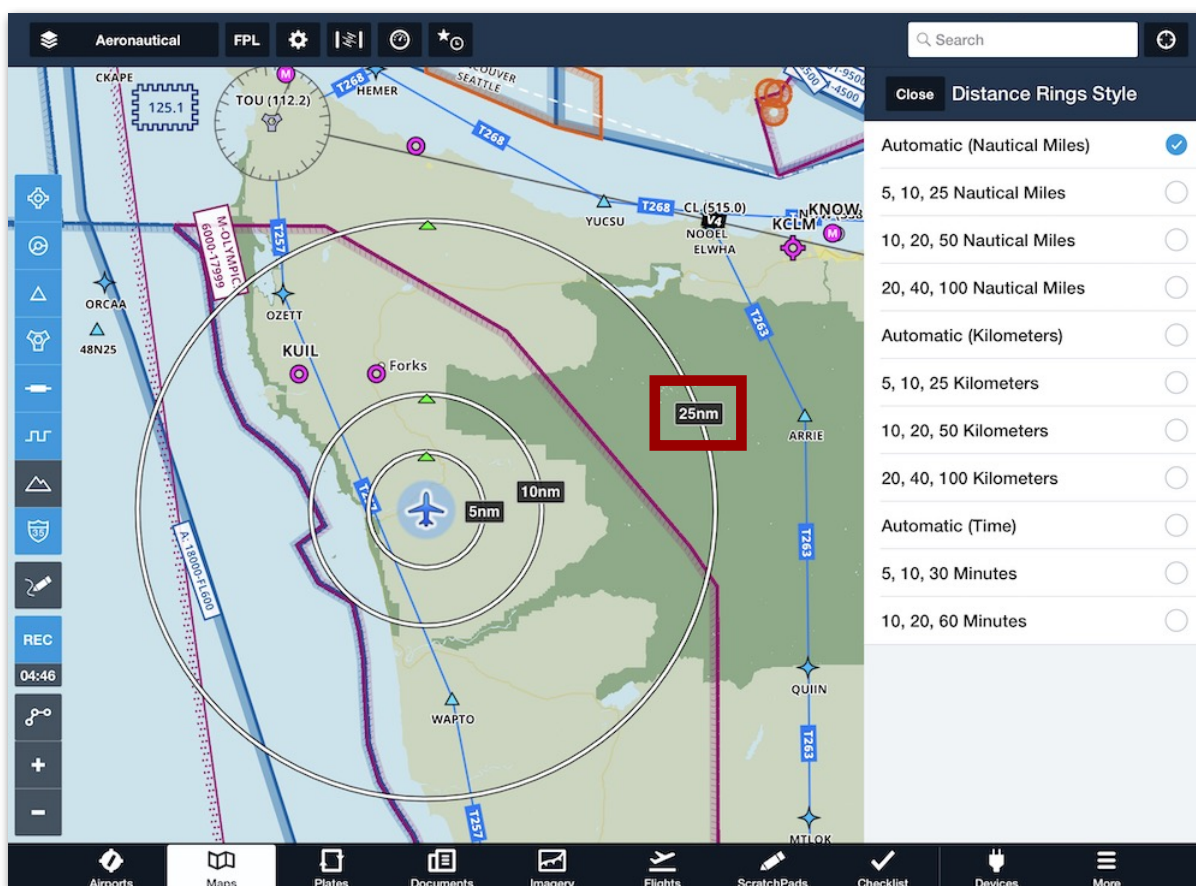 Aeronautical
FPL
Search
Close
Distance Rings Style
Automatic (Nautical Miles)
5, 10, 25 Nautical Miles
10, 20, 50 Nautical Miles
20, 40, 100 Nautical Miles
Automatic (Kilometers)
5, 10, 25 Kilometers
10, 20, 50 Kilometers
20, 40, 100 Kilometers
Automatic (Time)
5, 10, 30 Minutes
10, 20, 60 Minutes
CKAPE
125.1
TOU (112.2)
M
T268
HEMER
SEATTLE
T268
YUCSU
T268
CL (515.0)
V4
NOOEL
ELWHA
KCLM
KNOW
M
T257
M-OLYMPIC
6000-17999
ORCAA
48N25
OZETT
KUIL
Forks
T263
25nm
ARRIE
10nm
5nm
T263
A: 18000-FL600
35
REC
04:46
WAPTO
QUIIN
T263
T257
MTLOK
Airports
Maps
Plates
Documents
Imagery
Flights
ScratchPads
Checklist
Devices
More